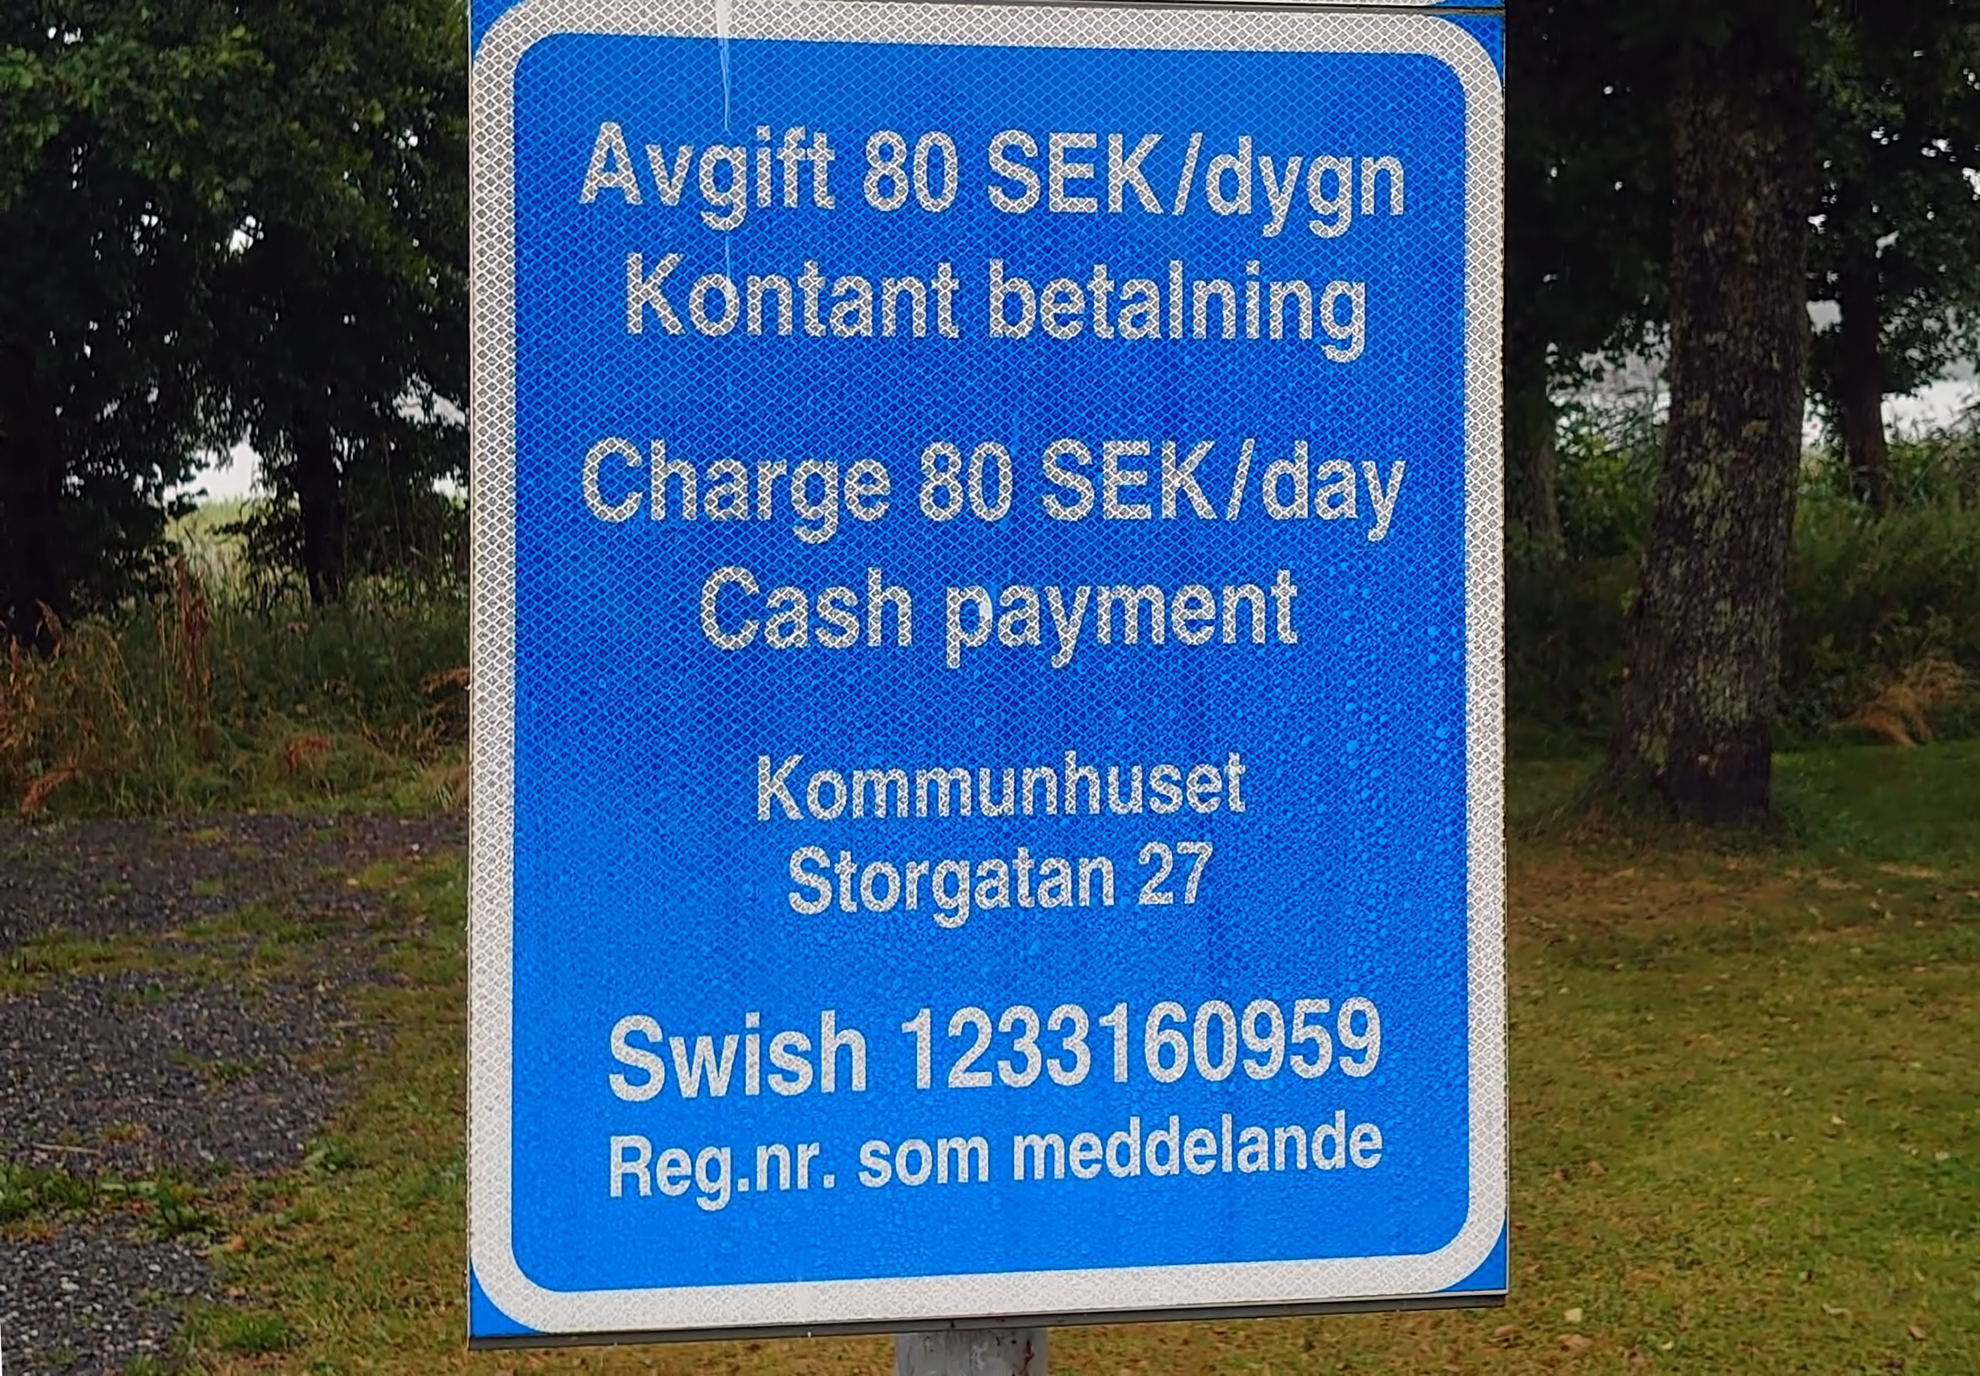 Avgift 80 SEK/dygn
Kontant betalning
Charge 80 SEK/day
Cash payment
Kommunhuset
Storgatan 27
Swish 1233160959
Reg.nr. som meddelande